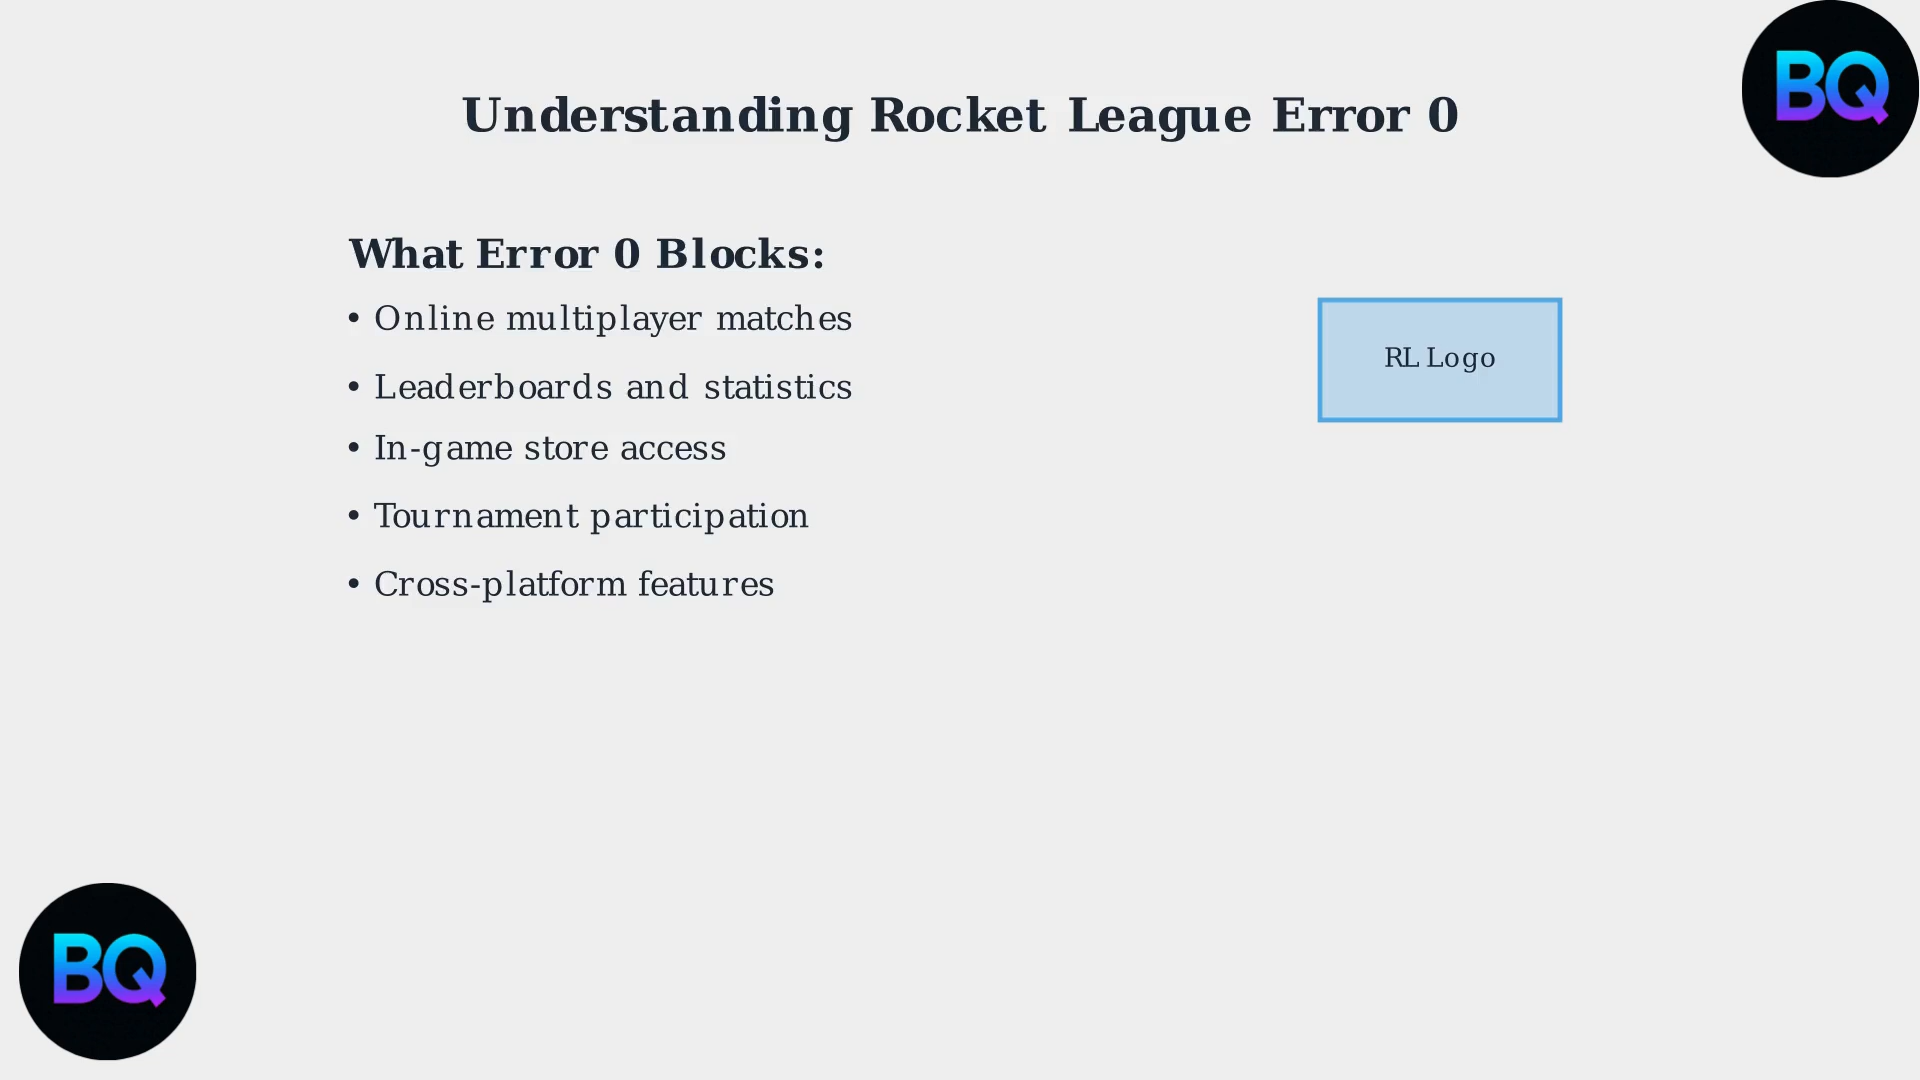 BQ
Understanding Rocket League Error 0
What Error 0 Blocks:
• Online multiplayer matches
RL Logo
• Leaderboards and statistics
• In-game store access
• Tournament participation
• Cross-platform features
BQ